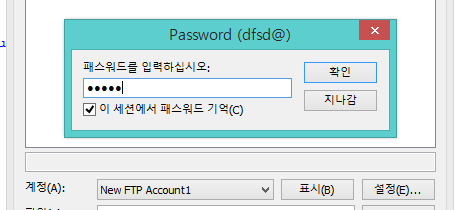 Password (dfsd@)
패스워드를 입력하십시오:
확인
●●●●●
이 세션에서 패스워드 기억(C)
지나감
계정(A):
New FTP Account1
표시(B)
설정(E)...